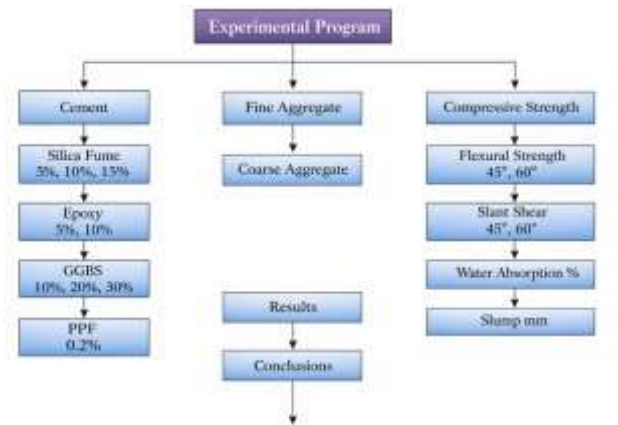 Experimental Program
Cement
Silica Fume
5%, 10%, 15%
Epoxy
5%, 10%
GGBS
10%, 20%, 30%
PPF
0.2%
Fine Aggregate
Coarse Aggregate
Results
Conclusions
Compressive Strength
Flexural Strength
45°, 60°
Slant Shear
45°, 60°
Water Absorption %
Slump mm